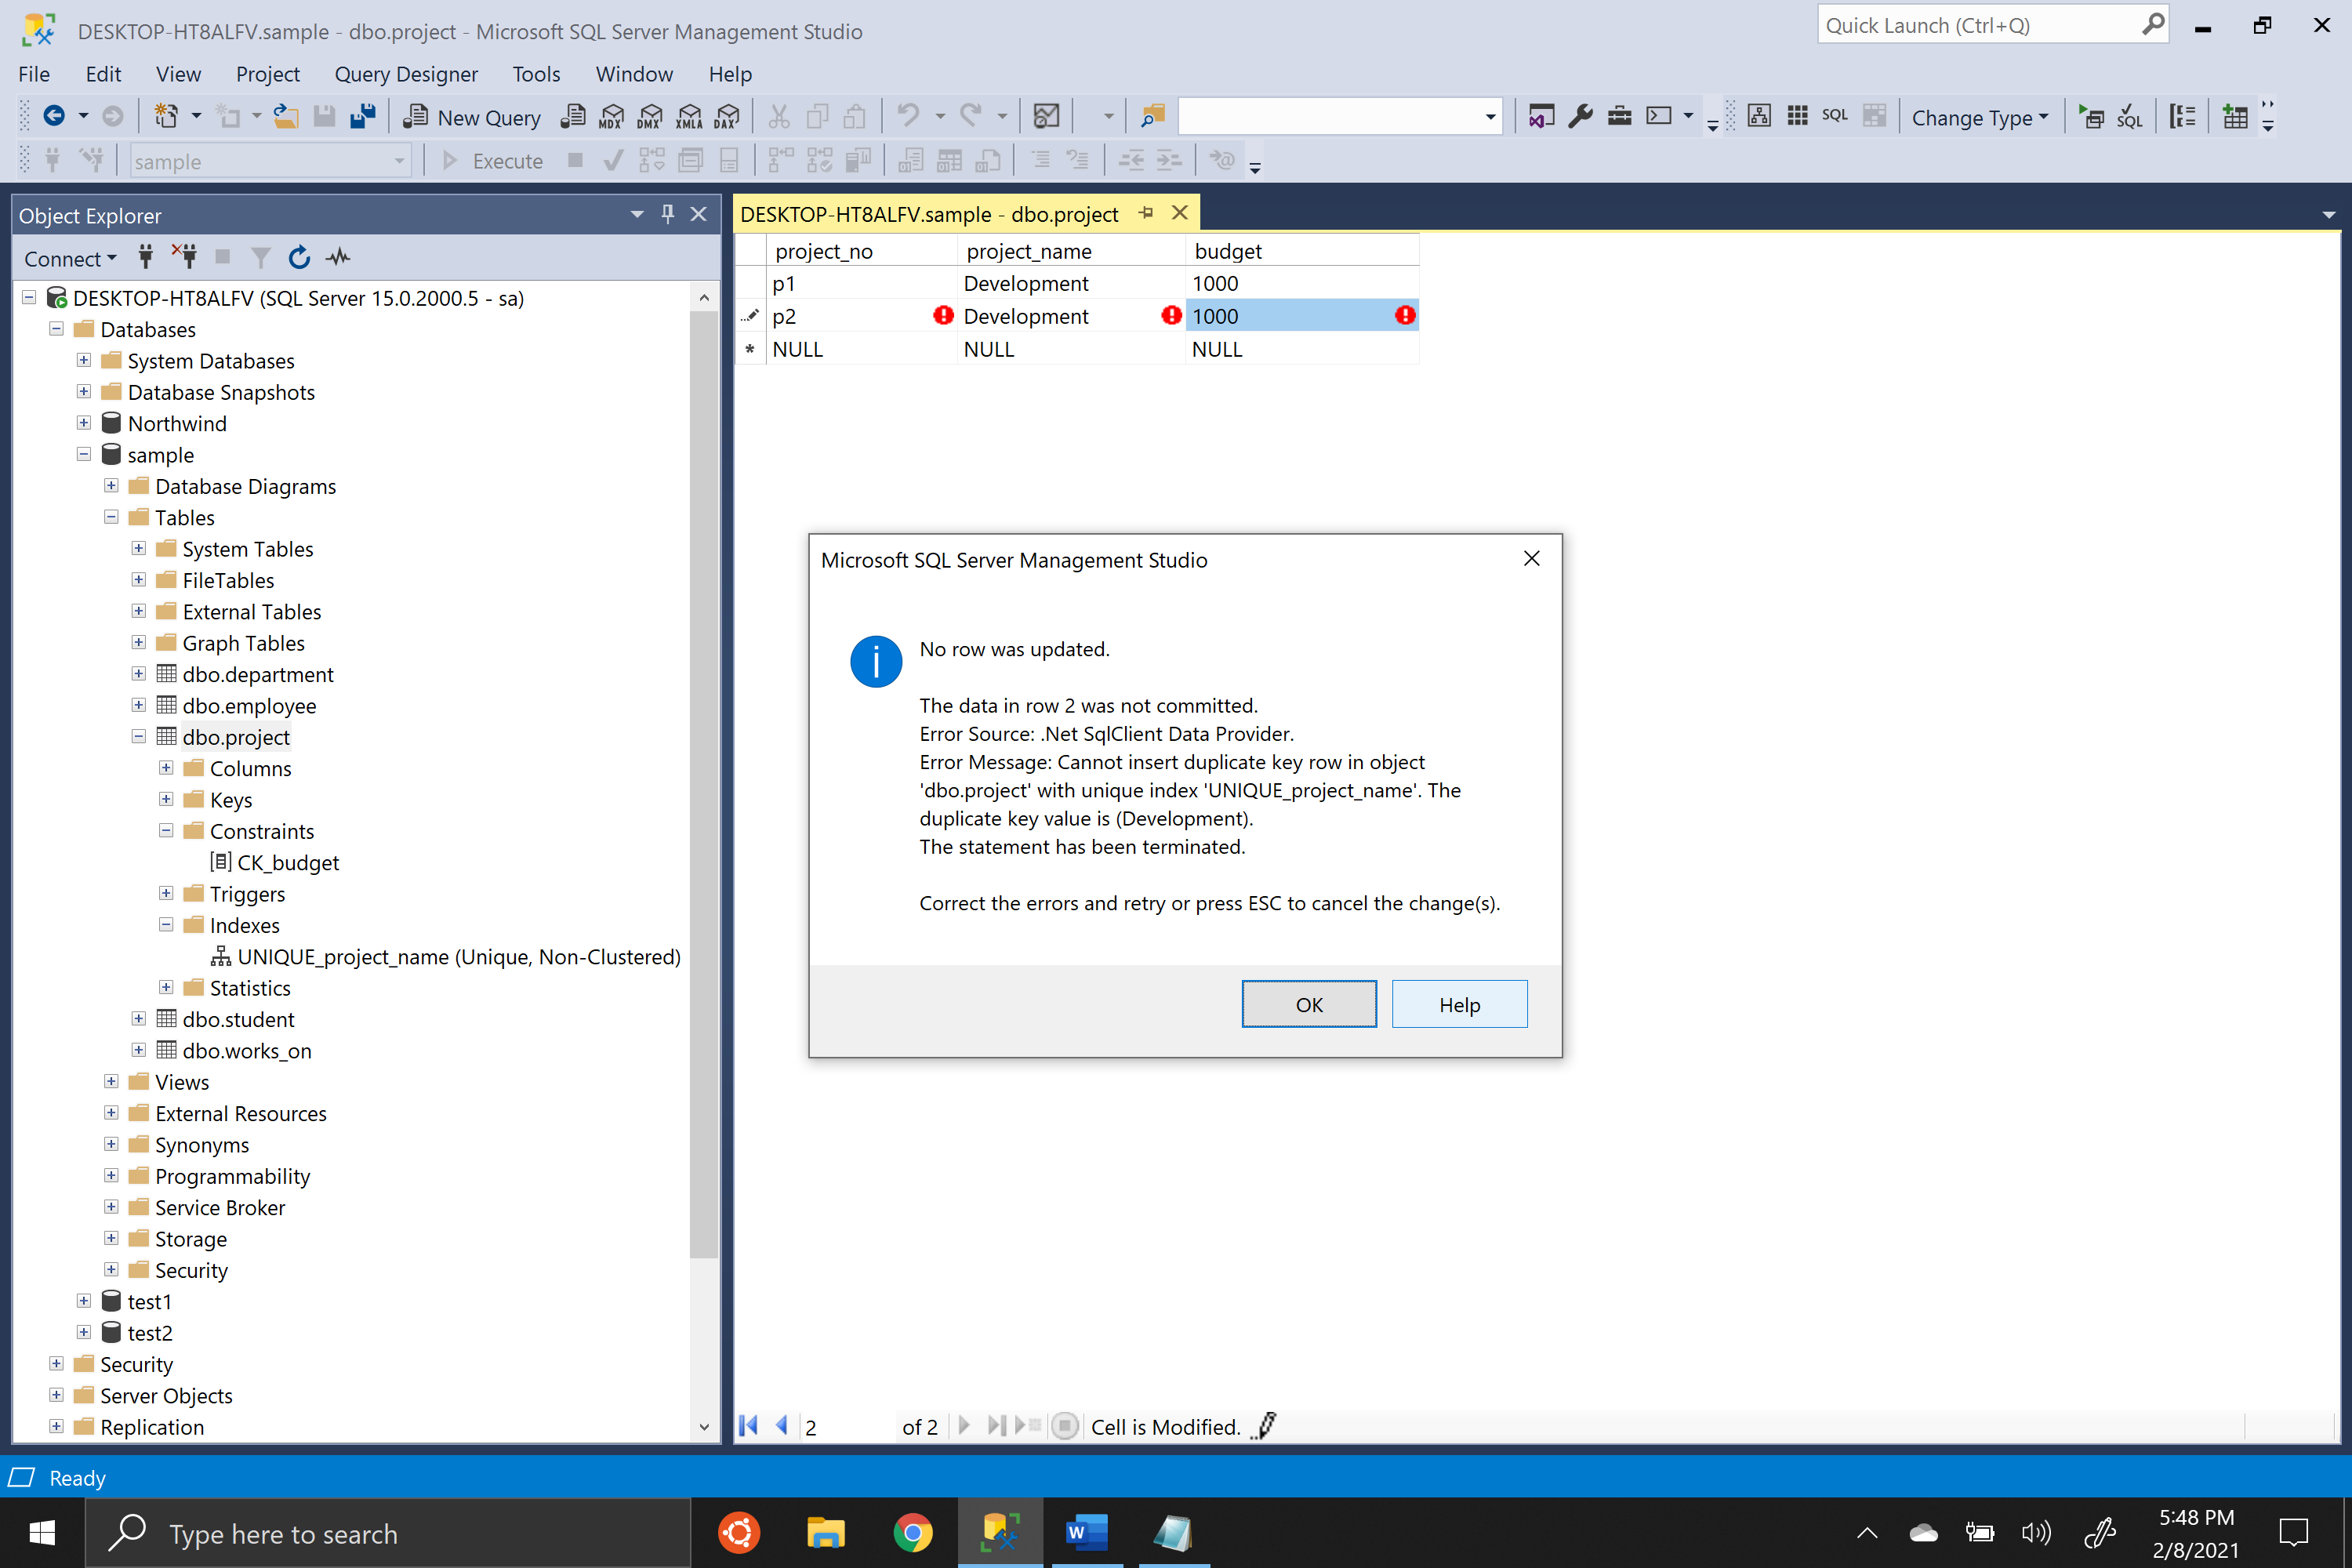 DESKTOP-HT8ALFV.sample - dbo.project - Microsoft SQL Server Management Studio
Quick Launch (Ctrl+Q)
File Edit View Project Query Designer Tools Window Help
New Query MDX DMX XMLA DAX SQL Change Type SQL
sample Execute
Object Explorer
Connect
DESKTOP-HT8ALFV (SQL Server 15.0.2000.5 - sa)
Databases
System Databases
Database Snapshots
Northwind
sample
Database Diagrams
Tables
System Tables
FileTables
External Tables
Graph Tables
dbo.department
dbo.employee
dbo.project
Columns
Keys
Constraints
CK_budget
Triggers
Indexes
UNIQUE_project_name (Unique, Non-Clustered)
Statistics
dbo.student
dbo.works_on
Views
External Resources
Synonyms
Programmability
Service Broker
Storage
Security
test1
test2
Security
Server Objects
Replication
DESKTOP-HT8ALFV.sample - dbo.project
project_no project_name budget
p1 Development 1000
p2 Development 1000
NULL NULL NULL
Microsoft SQL Server Management Studio
No row was updated.
The data in row 2 was not committed.
Error Source: .Net SqlClient Data Provider.
Error Message: Cannot insert duplicate key row in object
'dbo.project' with unique index 'UNIQUE_project_name'. The
duplicate key value is (Development).
The statement has been terminated.
Correct the errors and retry or press ESC to cancel the change(s).
OK Help
2 of 2 Cell is Modified.
Ready
Type here to search
5:48 PM
2/8/2021